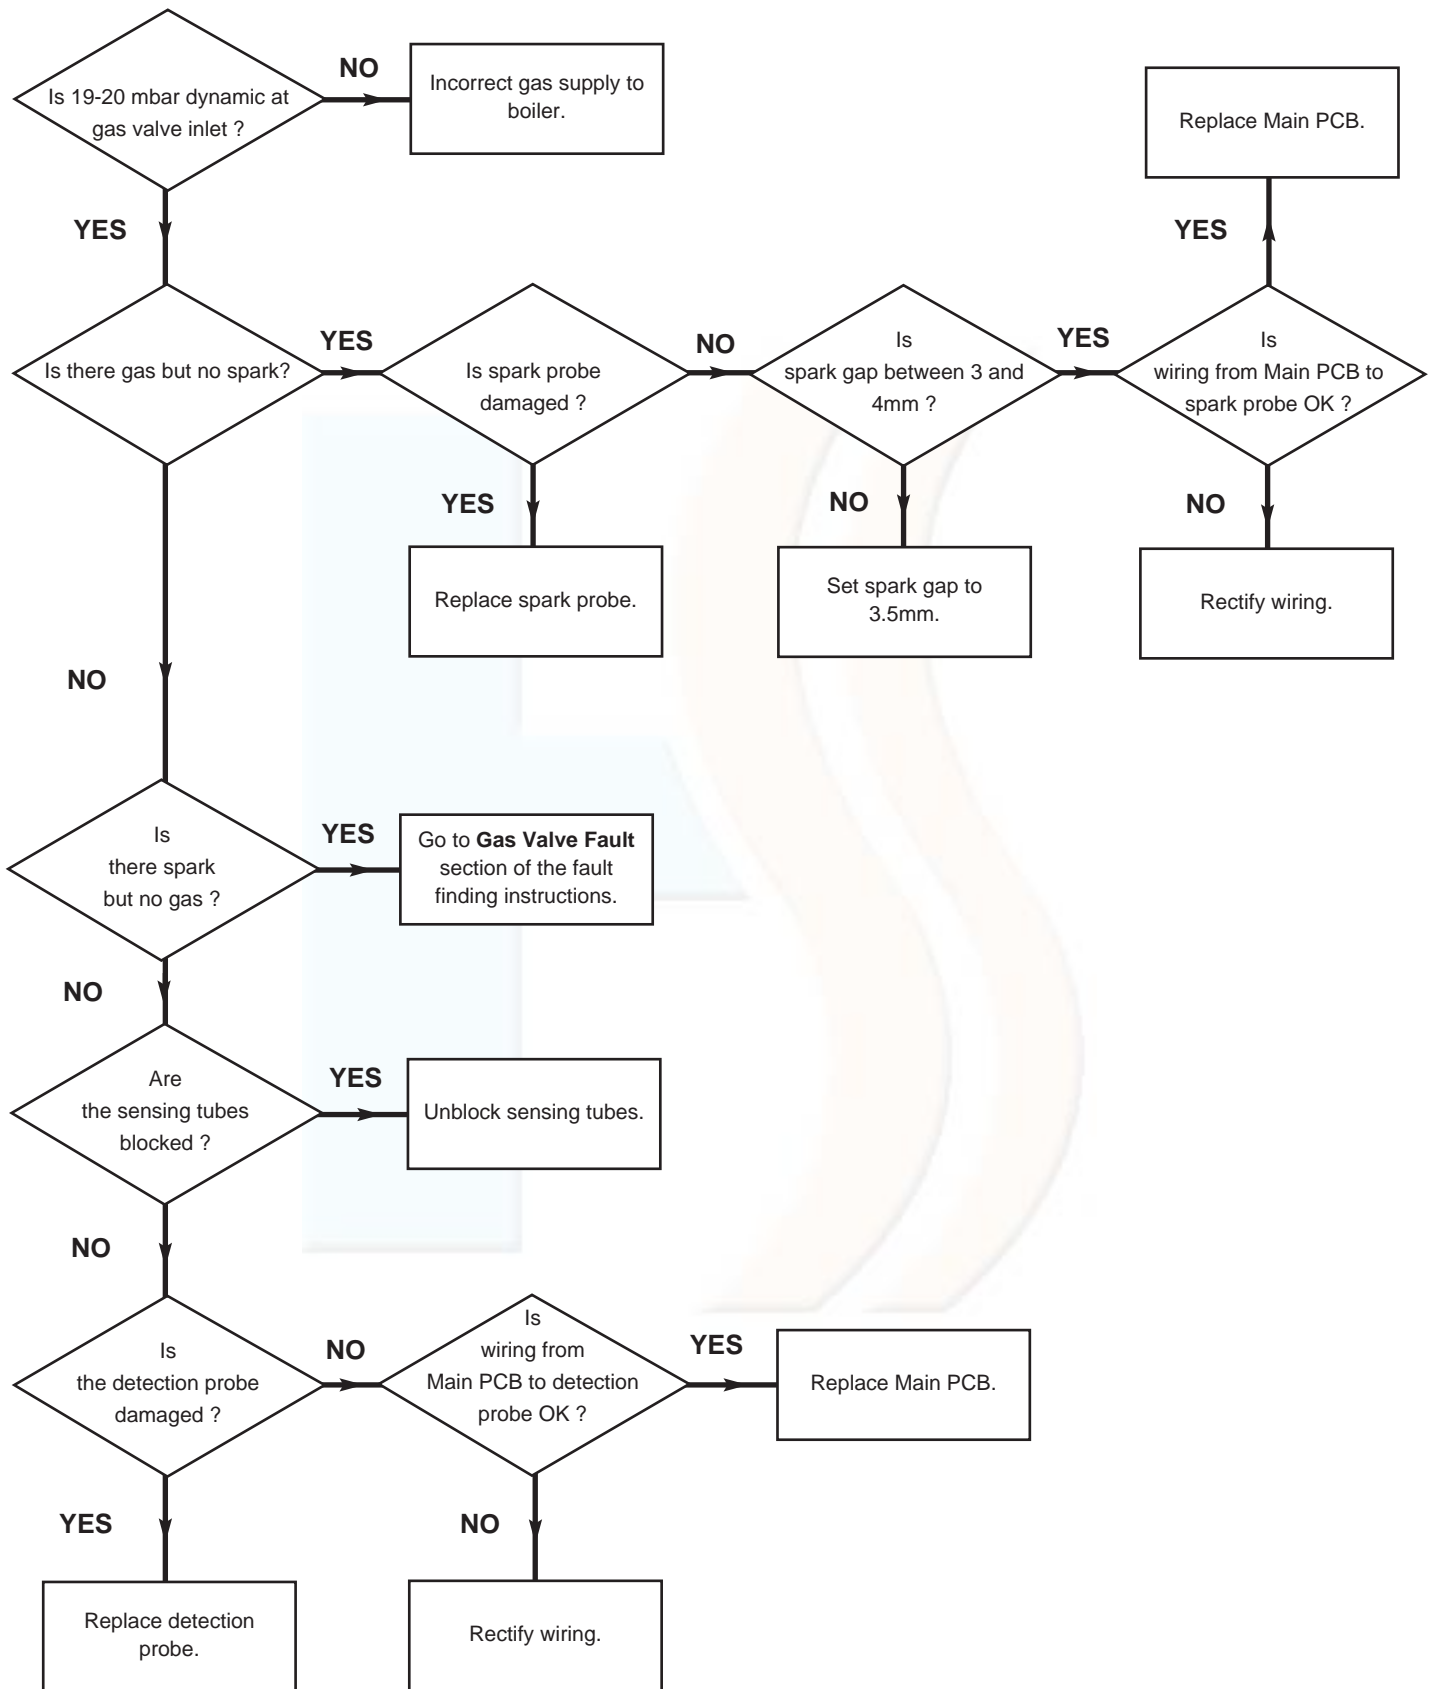 Is 19-20 mbar dynamic at
gas valve inlet ?
NO
Incorrect gas supply to
boiler.
YES
Is there gas but no spark?
YES
Is spark probe
damaged ?
NO
Is
spark gap between 3 and
4mm ?
YES
Is
wiring from Main PCB to
spark probe OK ?
YES
Replace Main PCB.
YES
Replace spark probe.
NO
Set spark gap to
3.5mm.
NO
Rectify wiring.
NO
Is
there spark
but no gas ?
YES
Go to Gas Valve Fault
section of the fault
finding instructions.
NO
Are
the sensing tubes
blocked ?
YES
Unblock sensing tubes.
NO
Is
the detection probe
damaged ?
NO
Is
wiring from
Main PCB to detection
probe OK ?
YES
Replace Main PCB.
YES
Replace detection
probe.
NO
Rectify wiring.